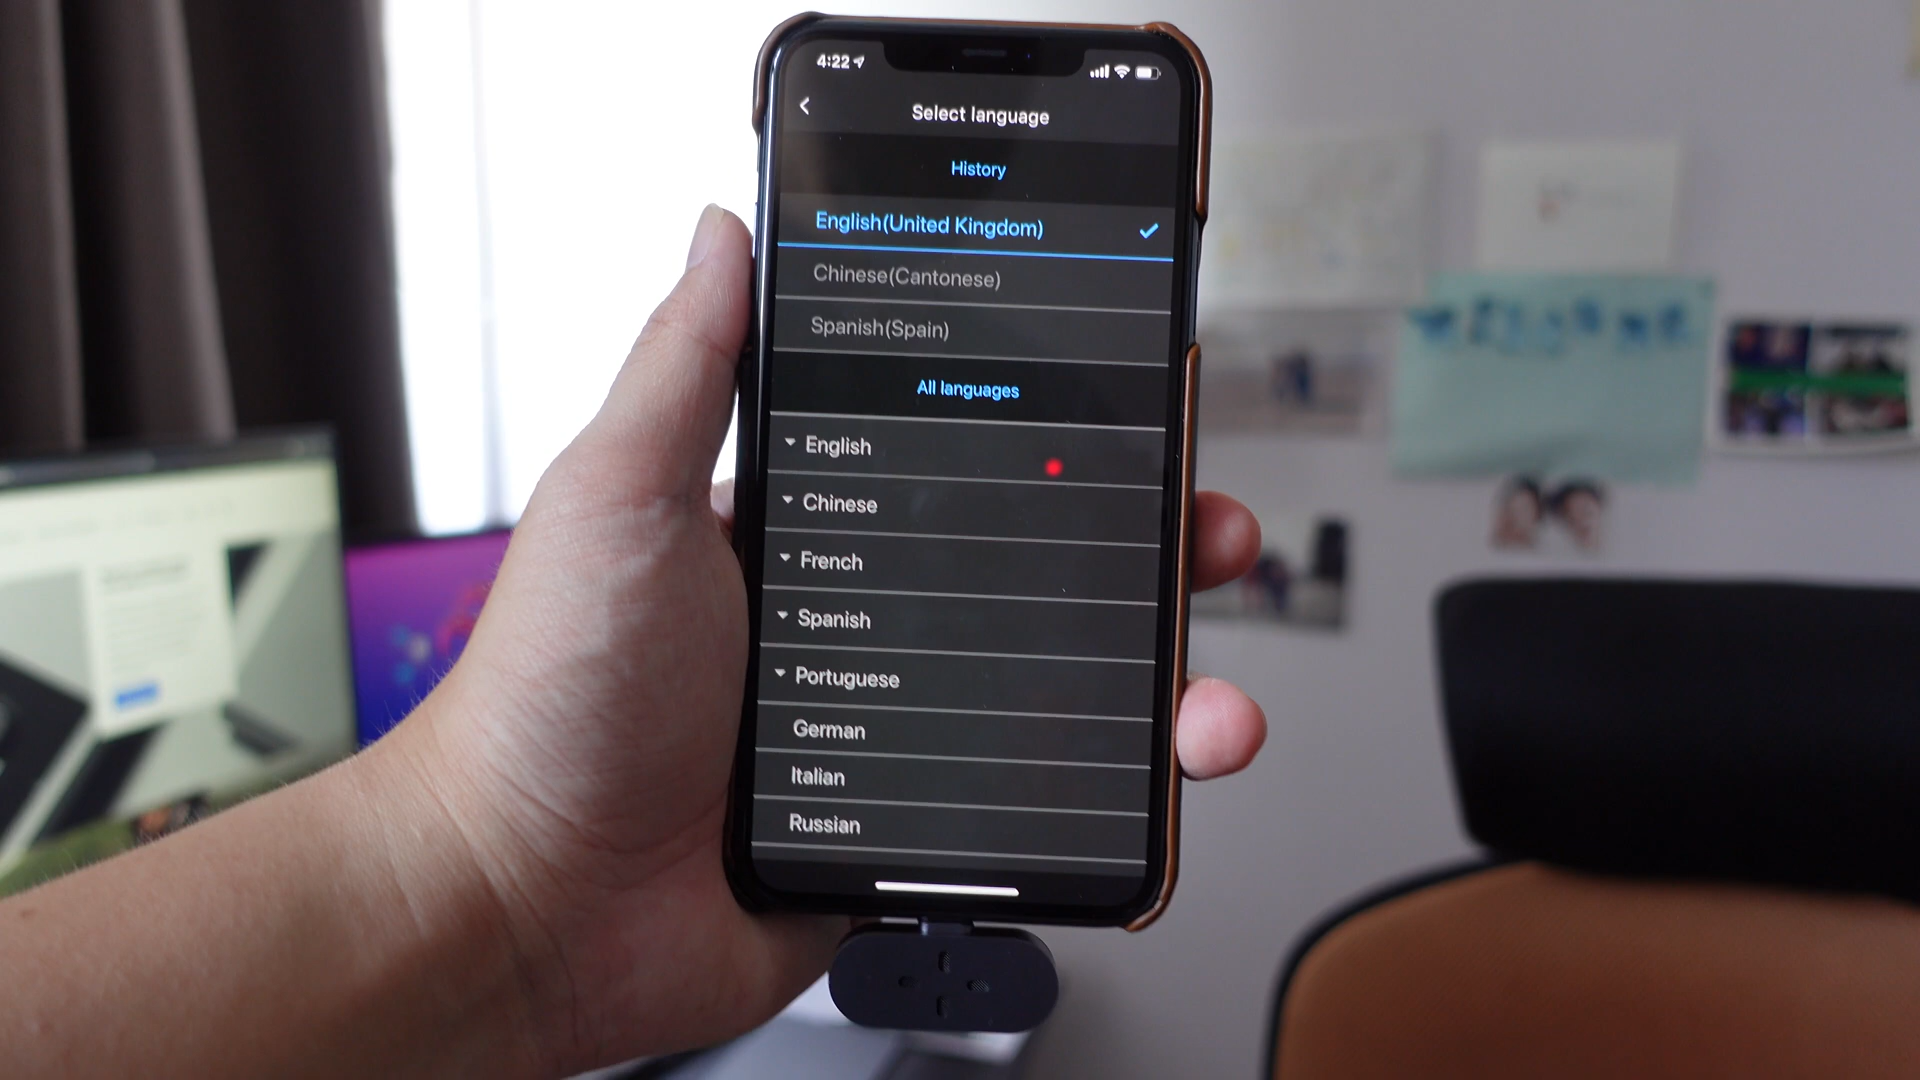 4:22
Select language
History
English(United Kingdom)
Chinese(Cantonese)
Spanish(Spain)
All languages
English
Chinese
French
Spanish
Portuguese
German
Italian
Russian